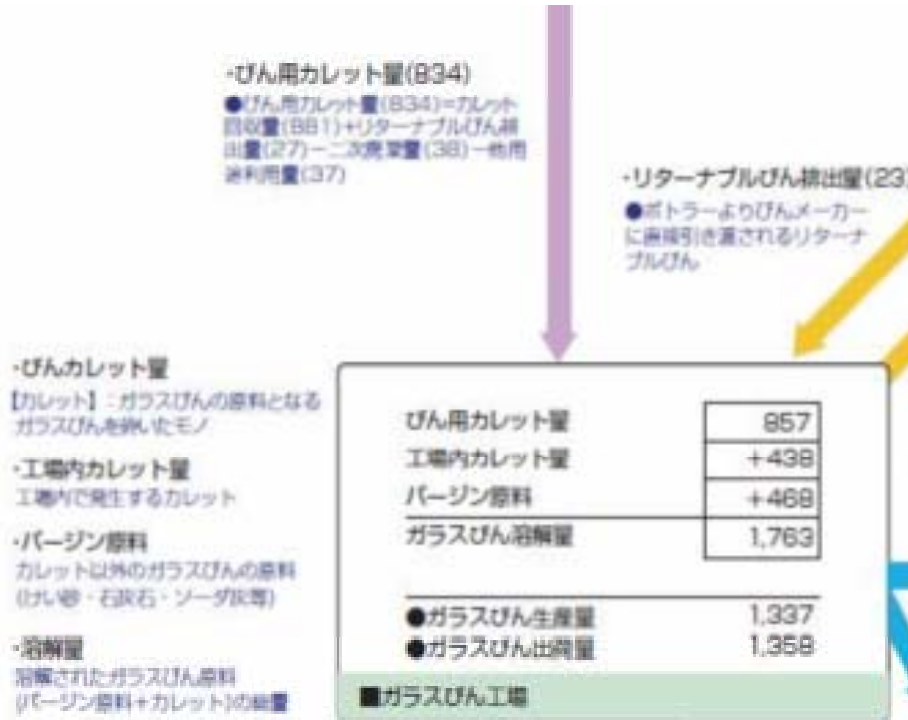 ・びん用カレット量(834)
●びん用カレット量(834)=カレット
回収量(881)+リターナブルびん排
出量(27)-二次廃棄量(38)-他用
途利用量(37)
・リターナブルびん排出量(23)
●ボトラーよりびんメーカー
に直接引き渡されるリターナ
ブルびん
・びんカレット量
【カレット】：ガラスびんの原料となる
ガラスびんを砕いたモノ
・工場内カレット量
工場内で発生するカレット
・バージン原料
カレット以外のガラスびんの原料
(けい砂・石灰石・ソーダ灰等)
・溶解量
溶解されたガラスびん原料
(バージン原料+カレット)の総量
びん用カレット量 857
工場内カレット量 +438
バージン原料 +468
ガラスびん溶解量 1,763
●ガラスびん生産量 1,337
●ガラスびん出荷量 1,358
■ガラスびん工場